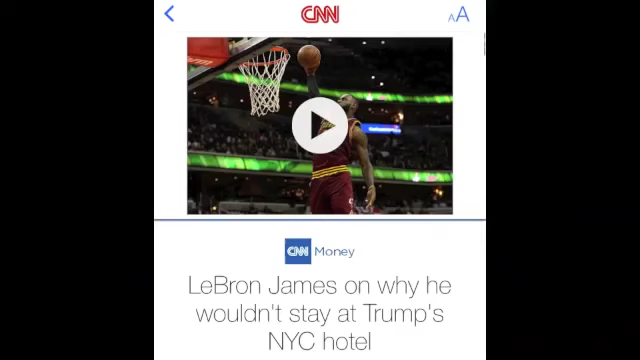 CNN
AA
CNN Money
LeBron James on why he
wouldn't stay at Trump's
NYC hotel